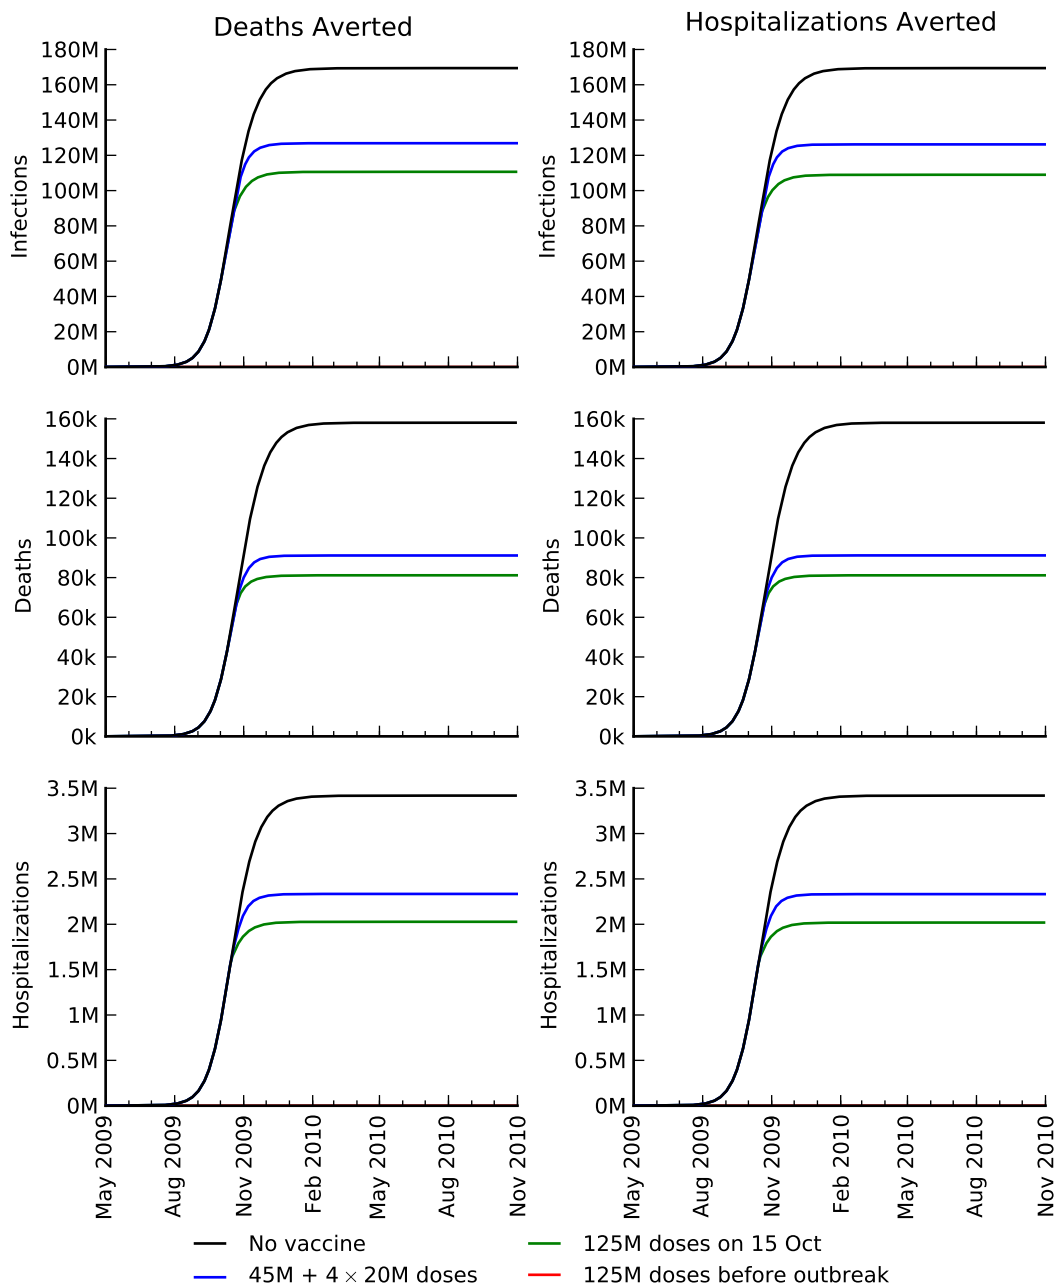 Deaths Averted
Hospitalizations Averted
180M
160M
140M
120M
100M
80M
60M
40M
20M
0M
Infections
180M
160M
140M
120M
100M
80M
60M
40M
20M
0M
Infections
160k
140k
120k
100k
80k
60k
40k
20k
0k
Deaths
160k
140k
120k
100k
80k
60k
40k
20k
0k
Deaths
3.5M
3M
2.5M
2M
1.5M
1M
0.5M
0M
Hospitalizations
3.5M
3M
2.5M
2M
1.5M
1M
0.5M
0M
Hospitalizations
May 2009
Aug 2009
Nov 2009
Feb 2010
May 2010
Aug 2010
Nov 2010
May 2009
Aug 2009
Nov 2009
Feb 2010
May 2010
Aug 2010
Nov 2010
No vaccine
45M + 4 × 20M doses
125M doses on 15 Oct
125M doses before outbreak